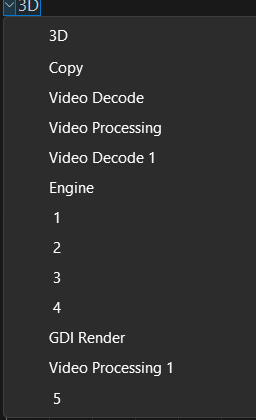 3D
3D
Copy
Video Decode
Video Processing
Video Decode 1
Engine
1
2
3
4
GDI Render
Video Processing 1
5